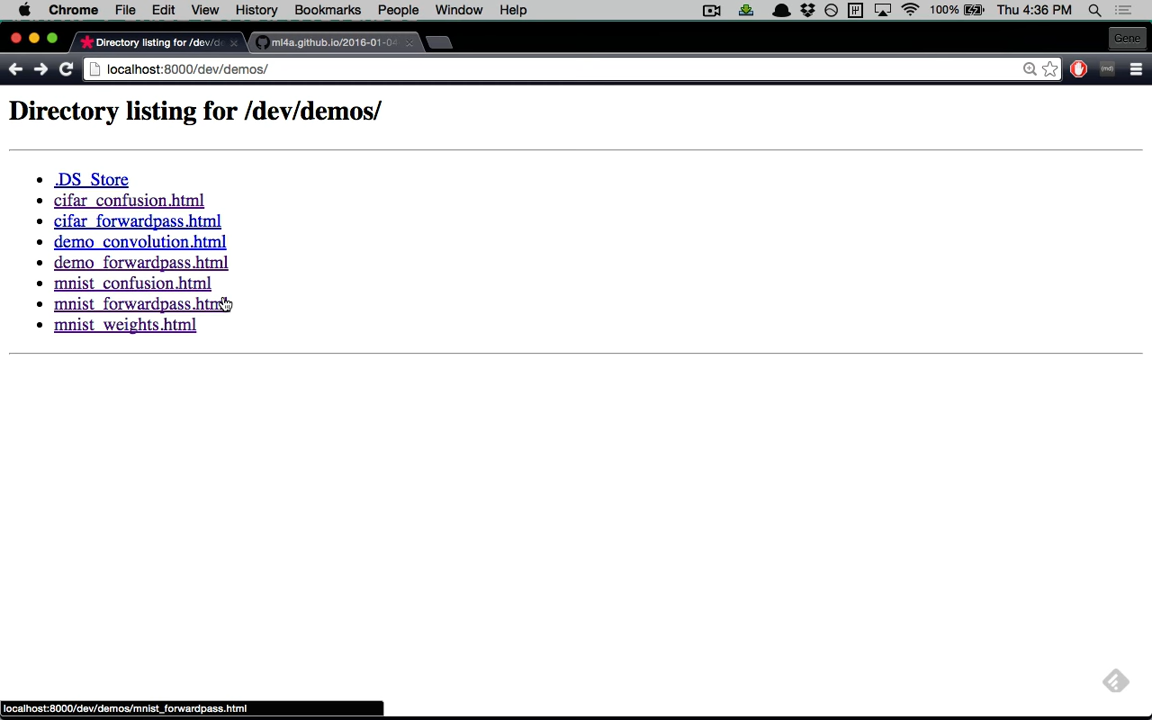 Chrome File Edit View History Bookmarks People Window Help 100% Thu 4:36 PM
Directory listing for /dev/de ml4a.github.io/2016-01-04 Gene
localhost:8000/dev/demos/
Directory listing for /dev/demos/
.DS_Store
cifar_confusion.html
cifar_forwardpass.html
demo_convolution.html
demo_forwardpass.html
mnist_confusion.html
mnist_forwardpass.html
mnist_weights.html
localhost:8000/dev/demos/mnist_forwardpass.html